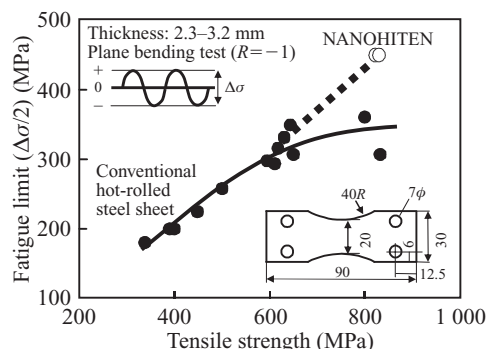 Thickness: 2.3–3.2 mm
Plane bending test (R=−1)
+
0
−
Δσ
NANOHITEN
Conventional
hot-rolled
steel sheet
40R
7ϕ
20
6
30
90
12.5
500
400
300
200
100
200
400
600
800
1 000
Fatigue limit (Δσ/2) (MPa)
Tensile strength (MPa)